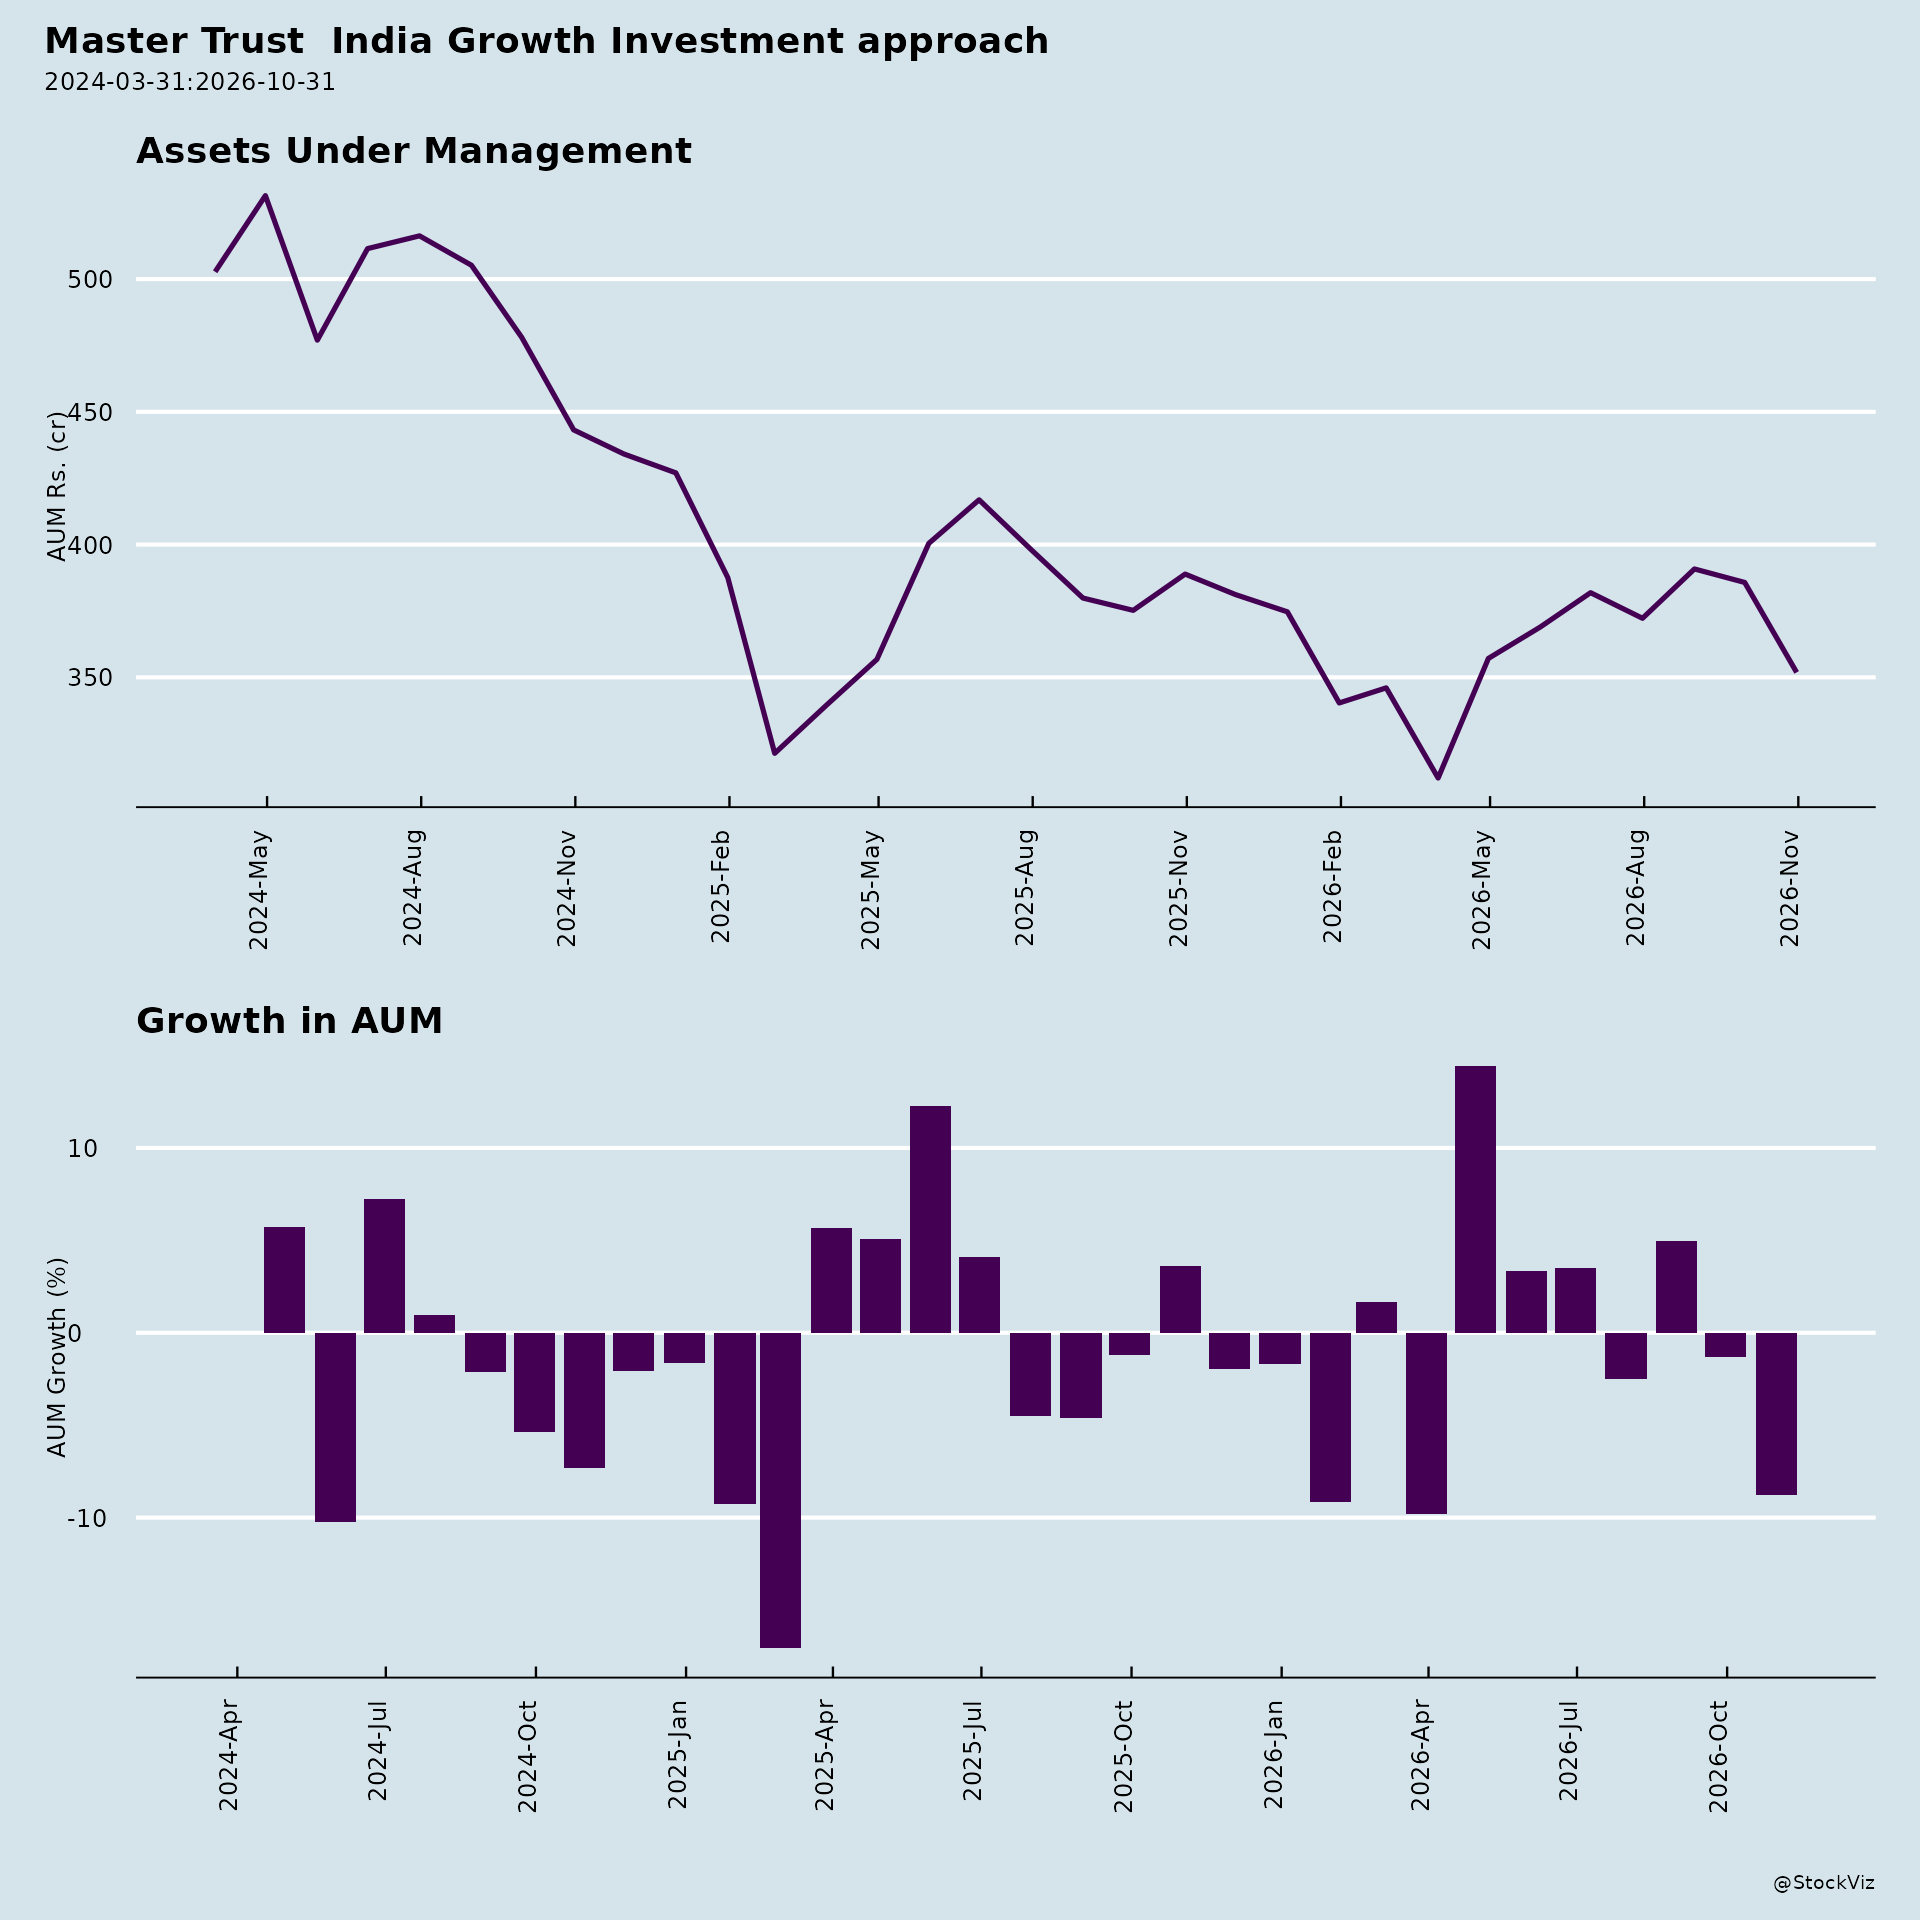 Master Trust  India Growth Investment approach
2024-03-31:2026-10-31
Assets Under Management
AUM Rs. (cr)
500
450
400
350
2024-May
2024-Aug
2024-Nov
2025-Feb
2025-May
2025-Aug
2025-Nov
2026-Feb
2026-May
2026-Aug
2026-Nov
Growth in AUM
AUM Growth (%)
10
0
-10
2024-Apr
2024-Jul
2024-Oct
2025-Jan
2025-Apr
2025-Jul
2025-Oct
2026-Jan
2026-Apr
2026-Jul
2026-Oct
@StockViz